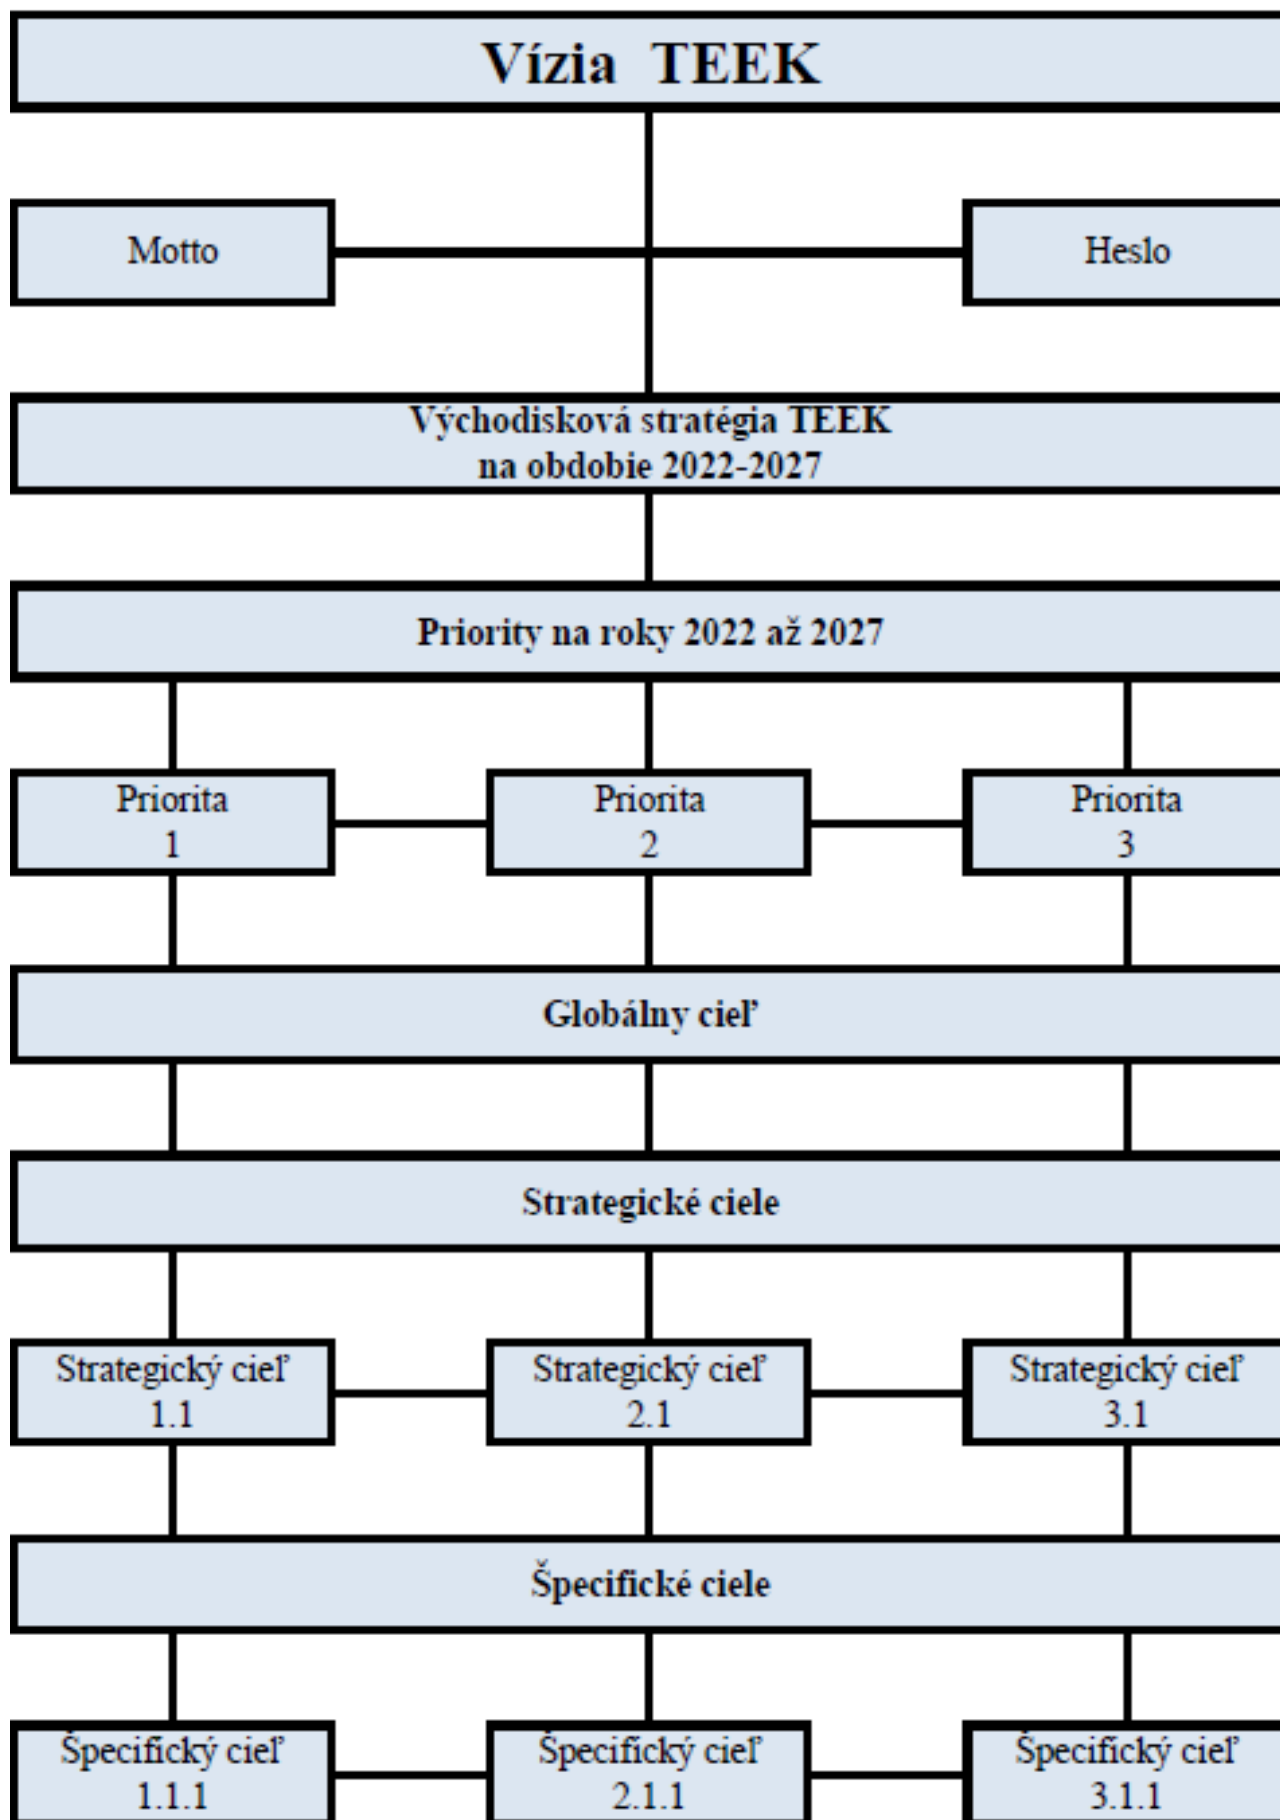 Vízia TEEK
Motto
Heslo
Východisková stratégia TEEK
na obdobie 2022-2027
Priority na roky 2022 až 2027
Priorita
1
Priorita
2
Priorita
3
Globálny cieľ
Strategické ciele
Strategický cieľ
1.1
Strategický cieľ
2.1
Strategický cieľ
3.1
Špecifické ciele
Špecifický cieľ
1.1.1
Špecifický cieľ
2.1.1
Špecifický cieľ
3.1.1